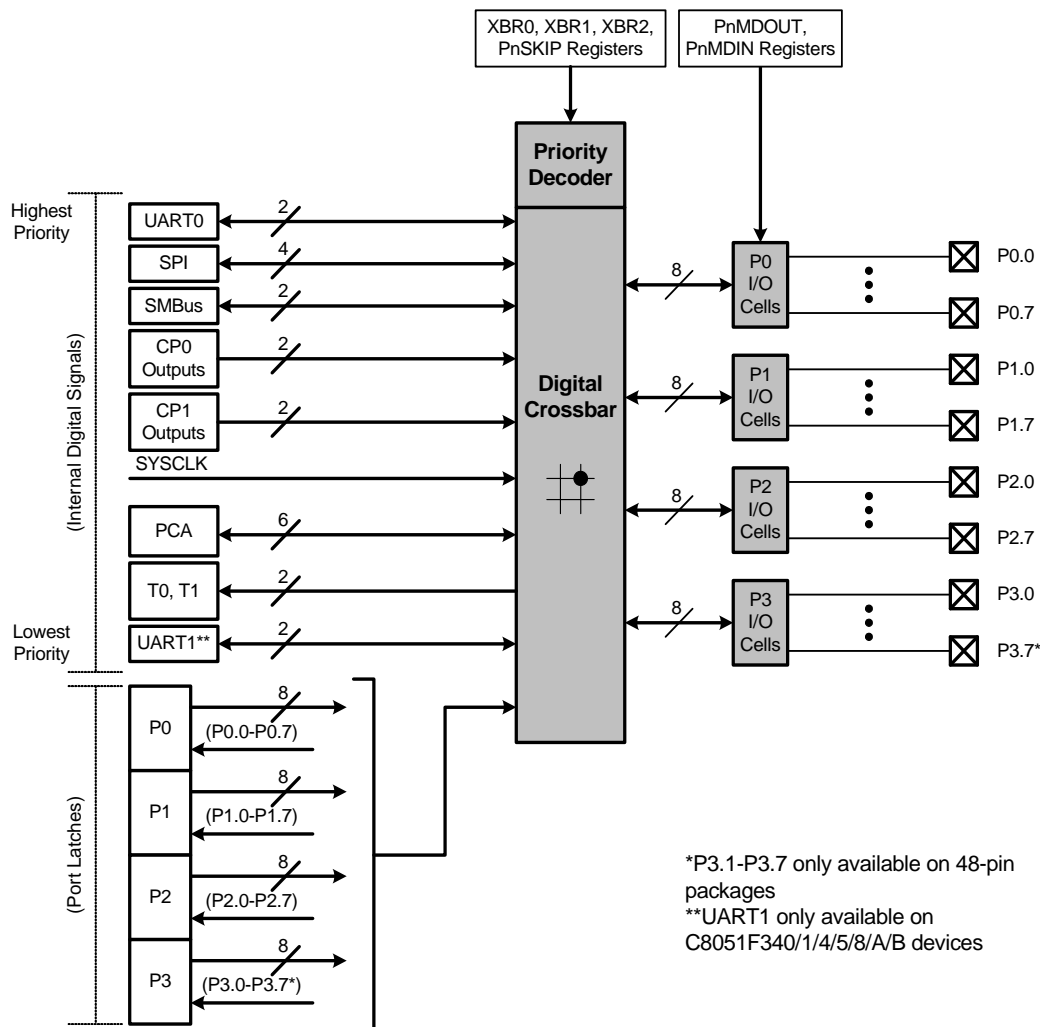 XBR0, XBR1, XBR2,
PnSKIP Registers
PnMDOUT,
PnMDIN Registers
Priority
Decoder
Highest
Priority
(Internal Digital Signals)
Lowest
Priority
UART0
2
SPI
4
SMBus
2
CP0
Outputs
2
CP1
Outputs
2
SYSCLK
PCA
6
T0, T1
2
UART1**
2
Digital
Crossbar
8
P0
I/O
Cells
P0.0
P0.7
8
P1
I/O
Cells
P1.0
P1.7
8
P2
I/O
Cells
P2.0
P2.7
8
P3
I/O
Cells
P3.0
P3.7*
(Port Latches)
P0
8
(P0.0-P0.7)
P1
8
(P1.0-P1.7)
P2
8
(P2.0-P2.7)
P3
8
(P3.0-P3.7*)
*P3.1-P3.7 only available on 48-pin
packages
**UART1 only available on
C8051F340/1/4/5/8/A/B devices